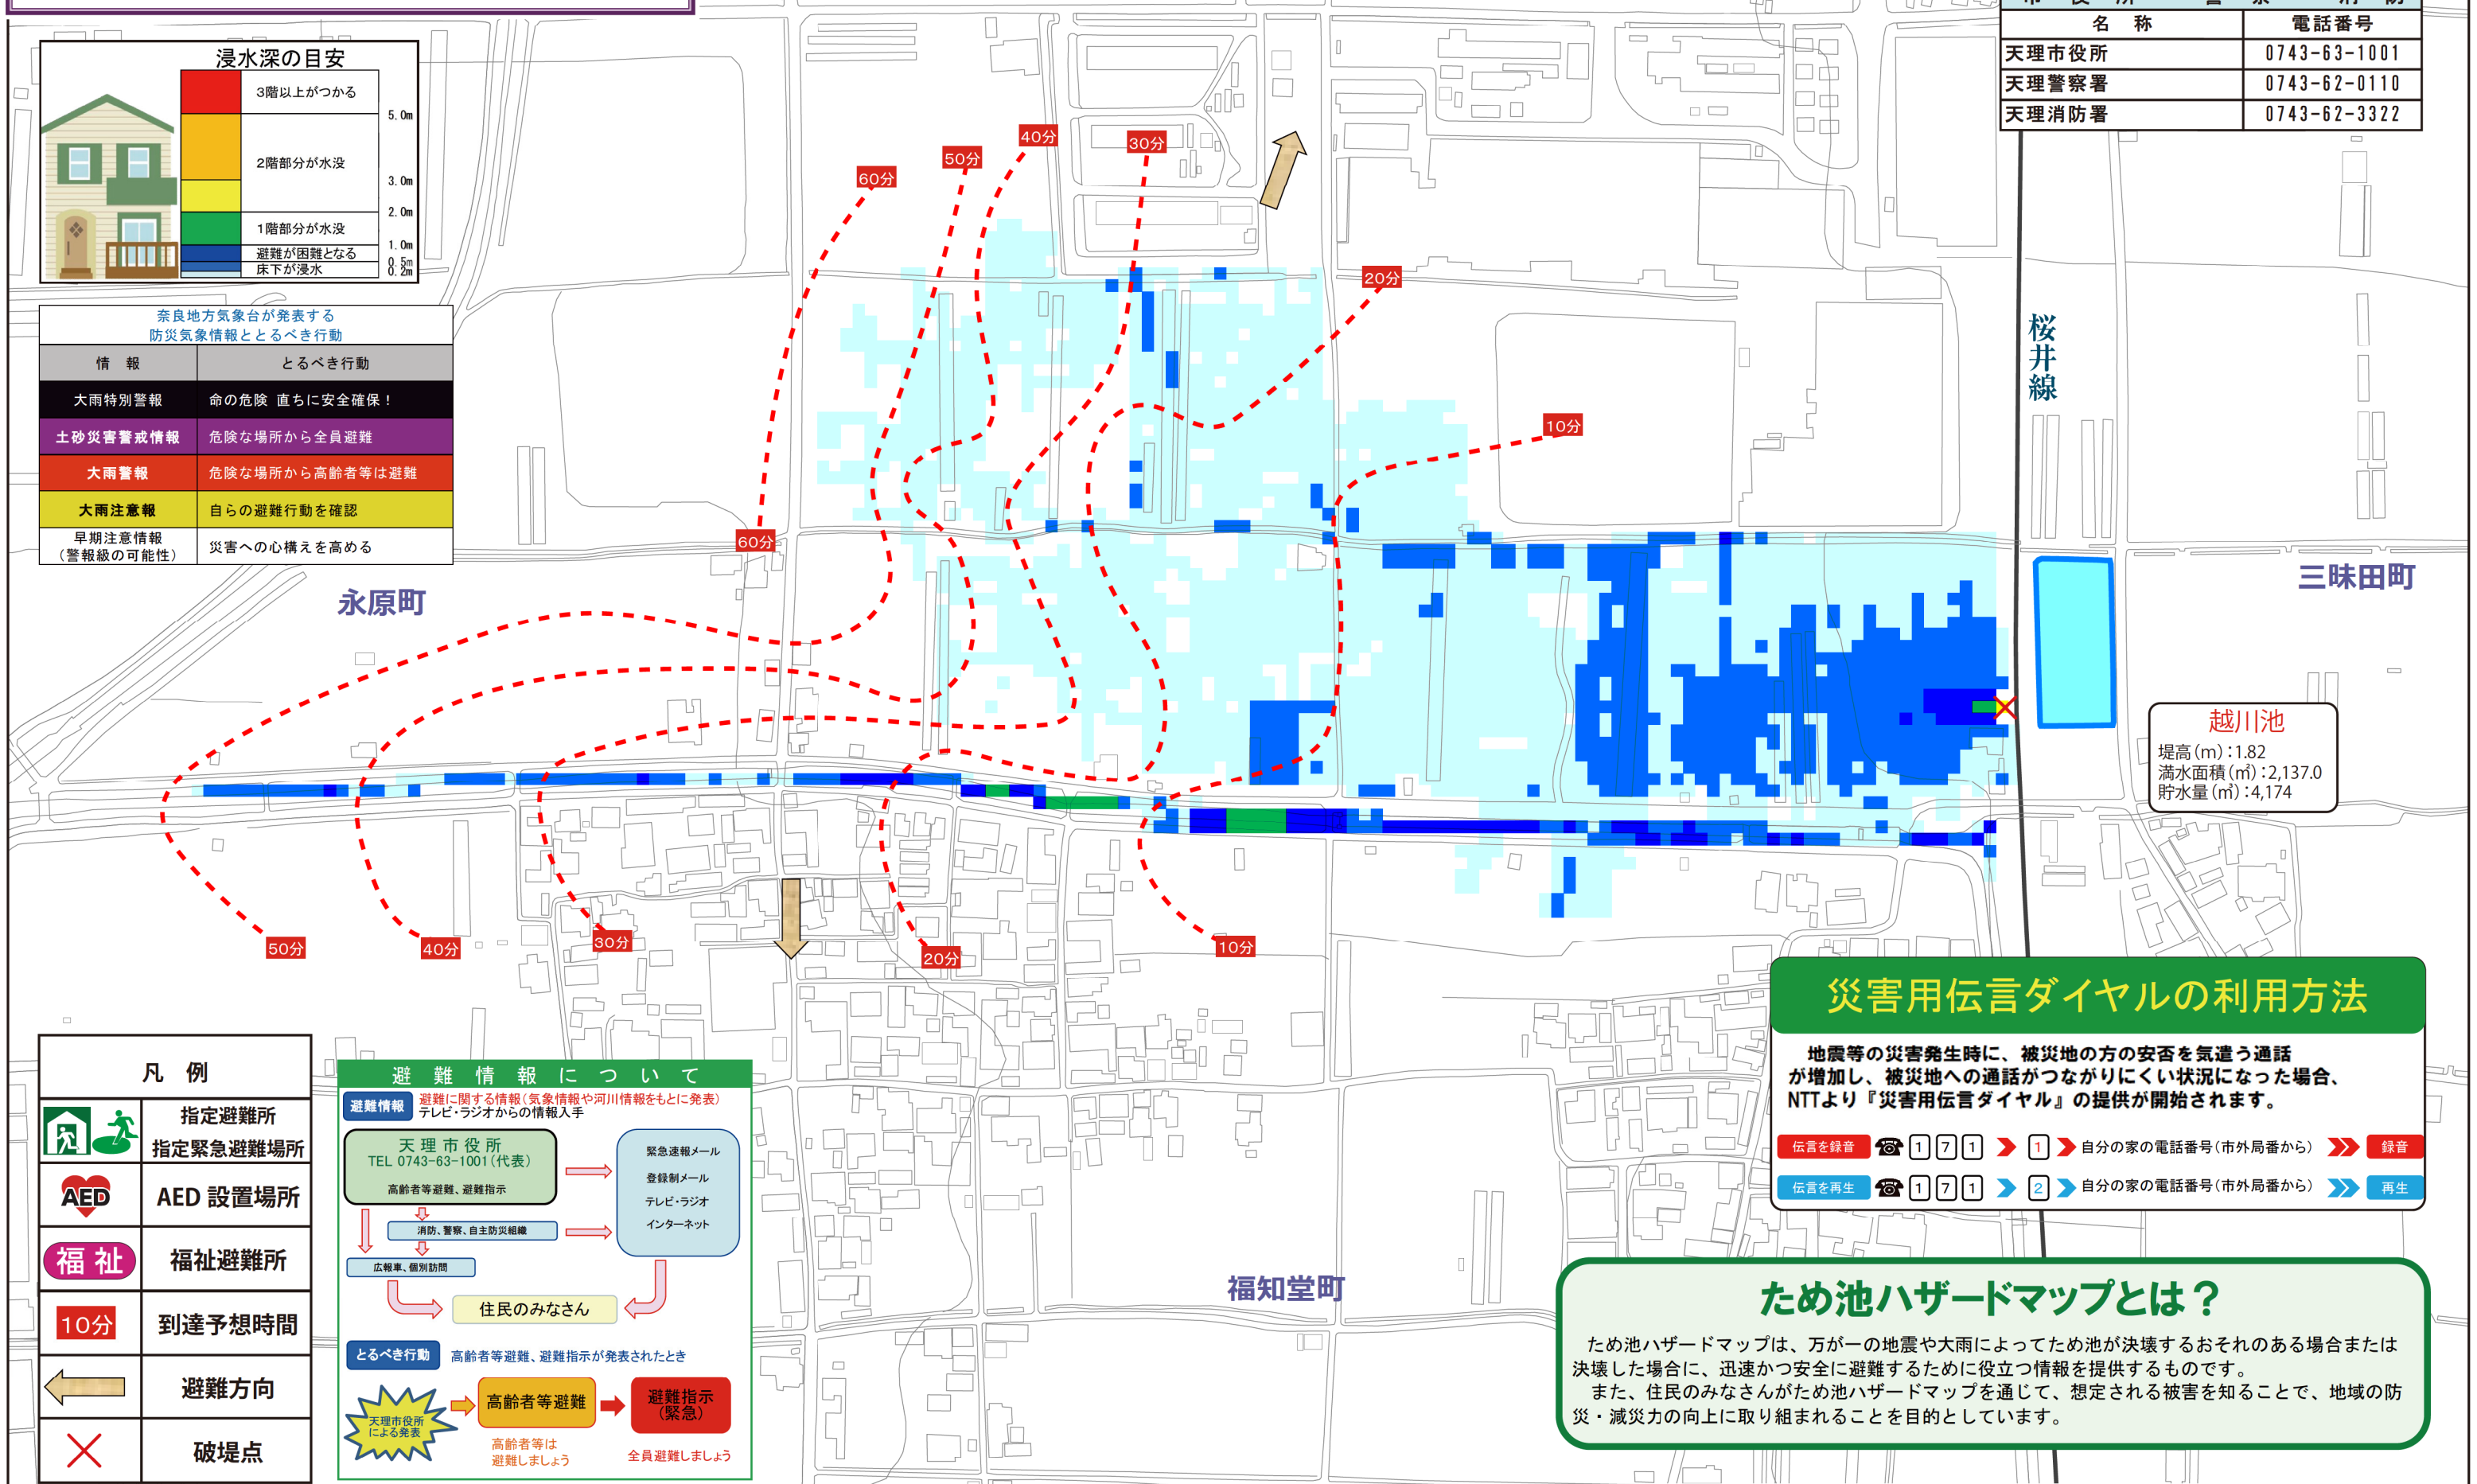 名　称　電話番号
天理市役所　0743-63-1001
天理警察署　0743-62-0110
天理消防署　0743-62-3322
浸水深の目安
3階以上がつかる
5.0m
2階部分が水没
3.0m
2.0m
1階部分が水没
1.0m
避難が困難となる
0.5m
床下が浸水
0.2m
奈良地方気象台が発表する
防災気象情報ととるべき行動
情　報　とるべき行動
大雨特別警報　命の危険 直ちに安全確保！
土砂災害警戒情報　危険な場所から全員避難
大雨警報　危険な場所から高齢者等は避難
大雨注意報　自らの避難行動を確認
早期注意情報
（警報級の可能性）　災害への心構えを高める
60分
50分
40分
30分
20分
10分
60分
桜井線
永原町
三昧田町
越川池
堤高(m):1.82
満水面積(㎡):2,137.0
貯水量(㎥):4,174
50分
40分
30分
20分
10分
福知堂町
凡　例
指定避難所
指定緊急避難場所
AED　AED 設置場所
福祉　福祉避難所
10分　到達予想時間
避難方向
破堤点
避難情報について
避難情報　避難に関する情報(気象情報や河川情報をもとに発表)
テレビ・ラジオからの情報入手
天理市役所
TEL 0743-63-1001(代表)
高齢者等避難、避難指示
緊急速報メール
登録制メール
テレビ・ラジオ
インターネット
消防、警察、自主防災組織
広報車、個別訪問
住民のみなさん
とるべき行動　高齢者等避難、避難指示が発表されたとき
天理市役所
による発表
高齢者等避難
避難指示
（緊急）
高齢者等は
避難しましょう
全員避難しましょう
災害用伝言ダイヤルの利用方法
地震等の災害発生時に、被災地の方の安否を気遣う通話
が増加し、被災地への通話がつながりにくい状況になった場合、
NTTより『災害用伝言ダイヤル』の提供が開始されます。
伝言を録音　☎ 1 7 1　1　自分の家の電話番号(市外局番から)　録音
伝言を再生　☎ 1 7 1　2　自分の家の電話番号(市外局番から)　再生
ため池ハザードマップとは？
ため池ハザードマップは、万が一の地震や大雨によってため池が決壊するおそれのある場合または
決壊した場合に、迅速かつ安全に避難するために役立つ情報を提供するものです。
また、住民のみなさんがため池ハザードマップを通じて、想定される被害を知ることで、地域の防
災・減災力の向上に取り組まれることを目的としています。